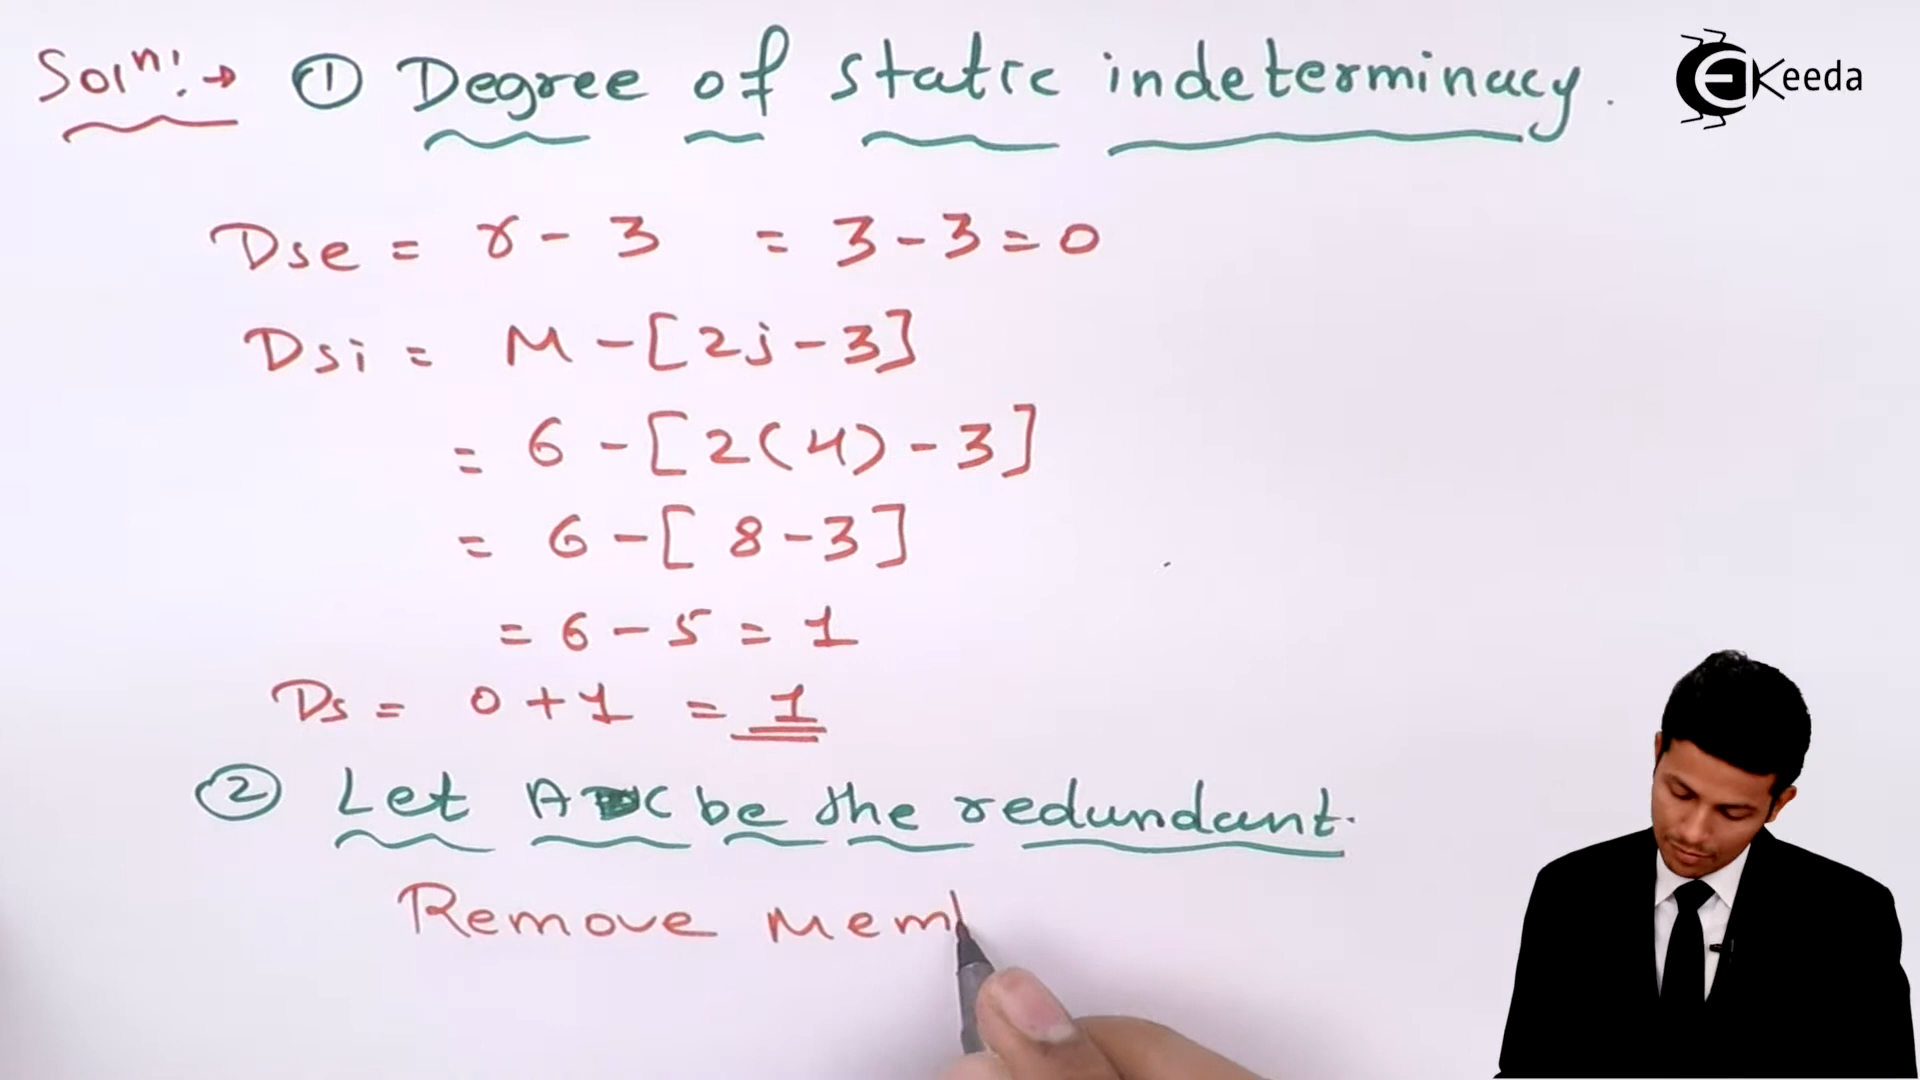 Soln: → ① Degree of static indeterminacy.
EKeeda
Dse = r - 3 = 3 - 3 = 0
Dsi = M - [2j - 3]
= 6 - [2(4) - 3]
= 6 - [8 - 3]
= 6 - 5 = 1
Ds = 0 + 1 = 1
② Let be the redundant.
Remove Mem